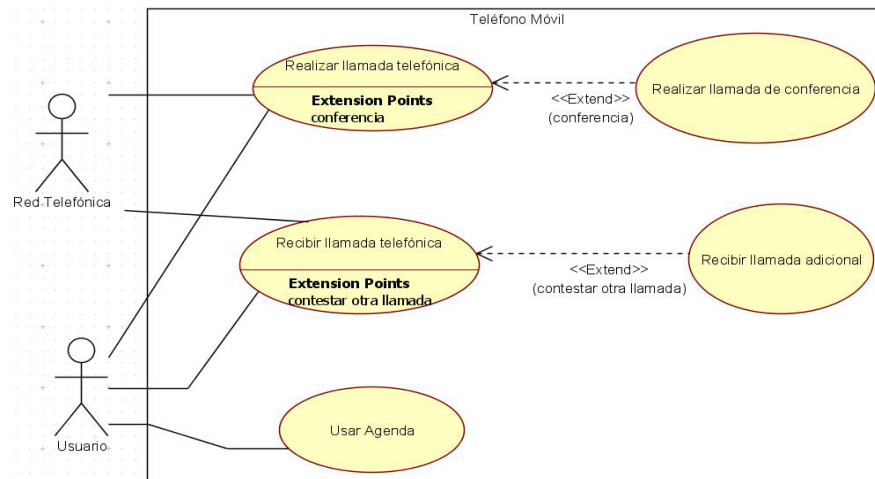 Teléfono Móvil
Realizar llamada telefónica
Extension Points
conferencia
<<Extend>>
(conferencia)
Realizar llamada de conferencia
Red Telefónica
Recibir llamada telefónica
Extension Points
contestar otra llamada
<<Extend>>
(contestar otra llamada)
Recibir llamada adicional
Usuario
Usar Agenda